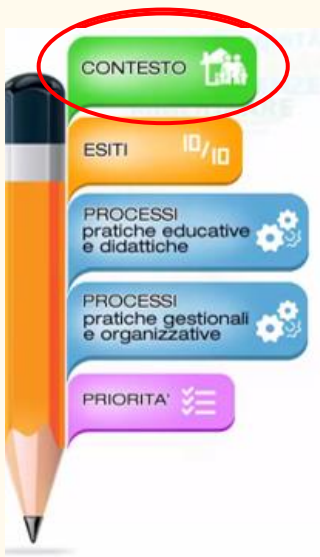 CONTESTO
ESITI 10/10
PROCESSI
pratiche educative
e didattiche
PROCESSI
pratiche gestionali
e organizzative
PRIORITA'